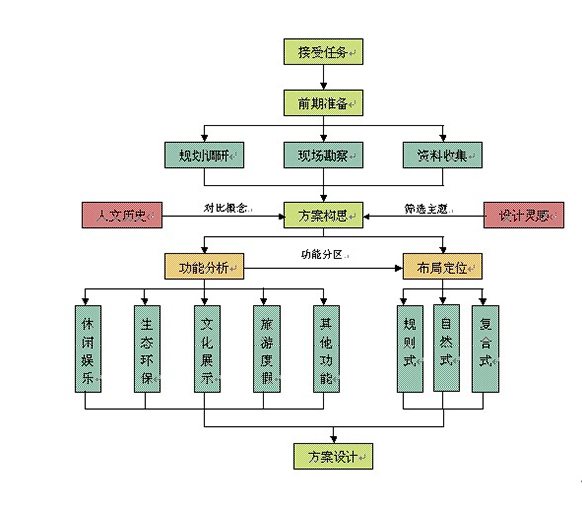 接受任务
前期准备
规划调研
现场勘察
资料收集
人文历史
对比概念
方案构思
筛选主题
设计灵感
功能分析
功能分区
布局定位
休闲娱乐
生态环保
文化展示
旅游度假
其他功能
规则式
自然式
复合式
方案设计